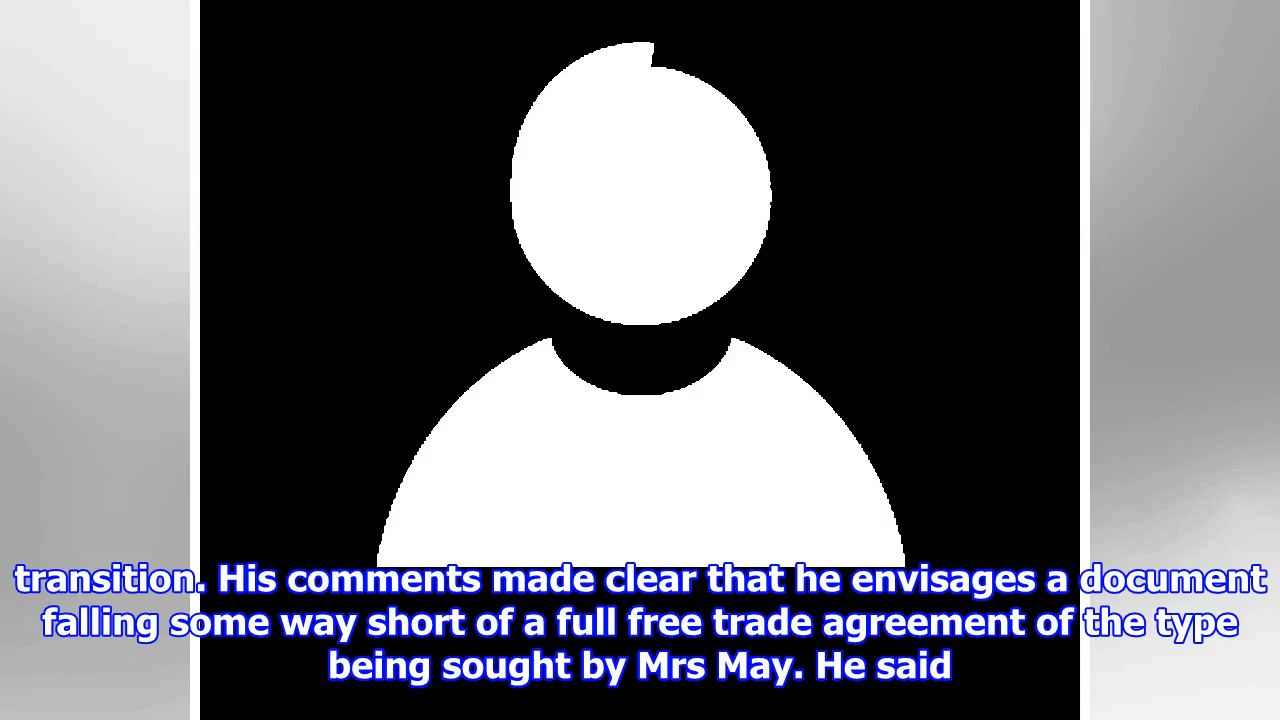 transition. His comments made clear that he envisages a document
falling some way short of a full free trade agreement of the type
being sought by Mrs May. He said